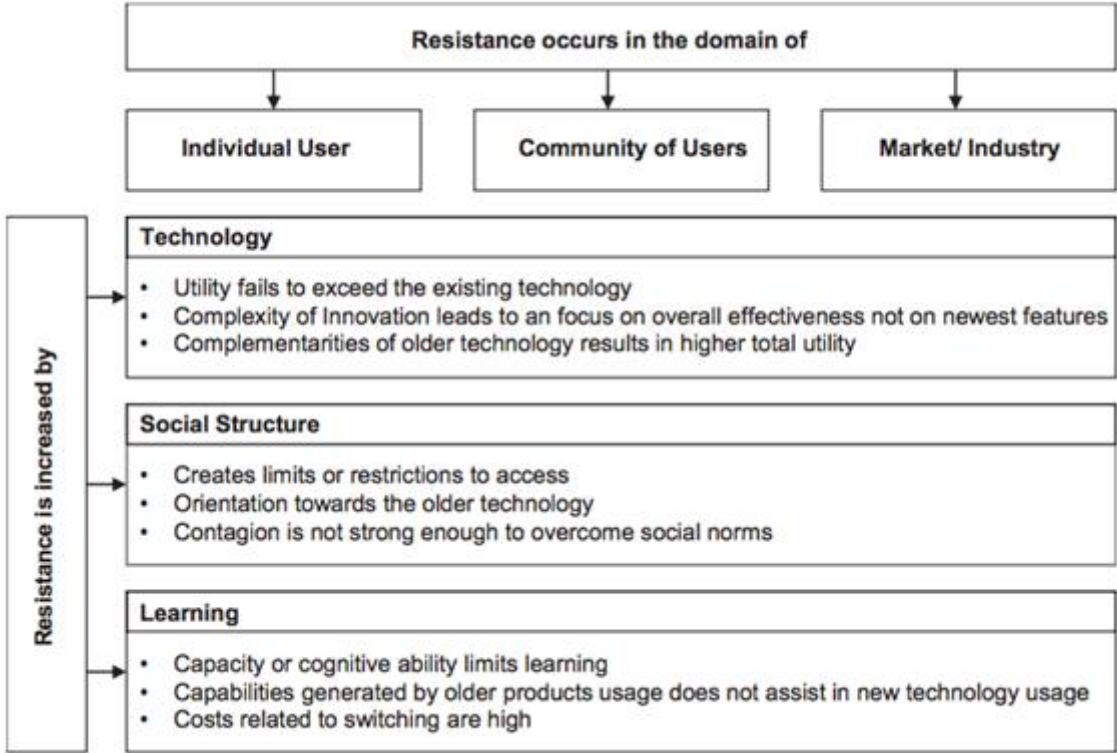 Resistance occurs in the domain of
Individual User
Community of Users
Market/ Industry
Resistance is increased by
Technology
• Utility fails to exceed the existing technology
• Complexity of Innovation leads to an focus on overall effectiveness not on newest features
• Complementarities of older technology results in higher total utility
Social Structure
• Creates limits or restrictions to access
• Orientation towards the older technology
• Contagion is not strong enough to overcome social norms
Learning
• Capacity or cognitive ability limits learning
• Capabilities generated by older products usage does not assist in new technology usage
• Costs related to switching are high